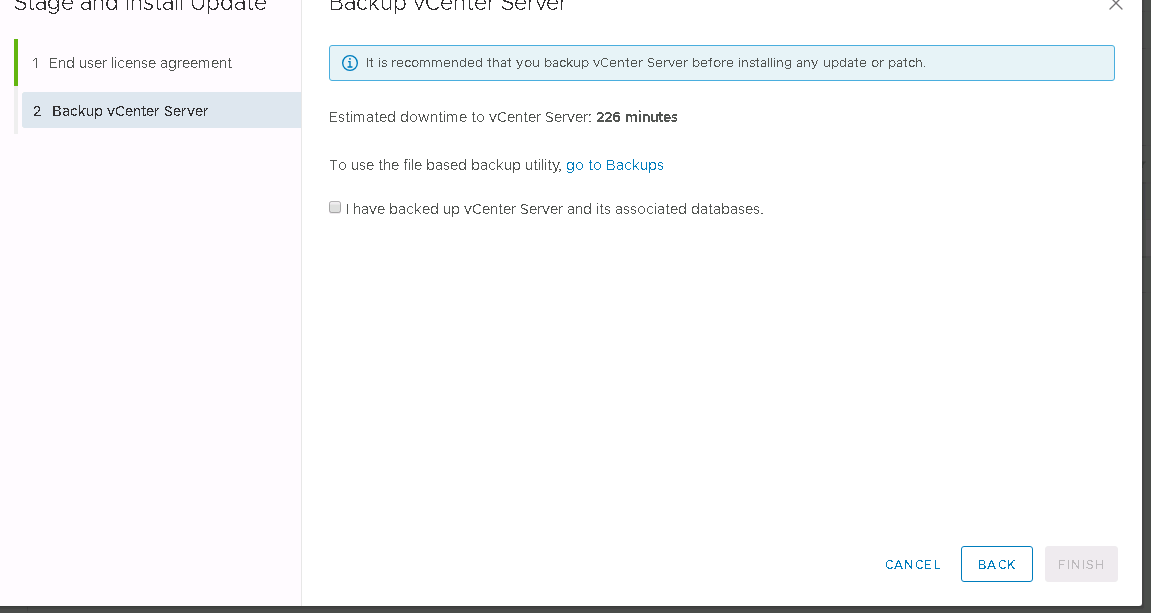 Stage and Install Update
Backup vCenter Server
1 End user license agreement
2 Backup vCenter Server
It is recommended that you backup vCenter Server before installing any update or patch.
Estimated downtime to vCenter Server: 226 minutes
To use the file based backup utility, go to Backups
I have backed up vCenter Server and its associated databases.
CANCEL
BACK
FINISH